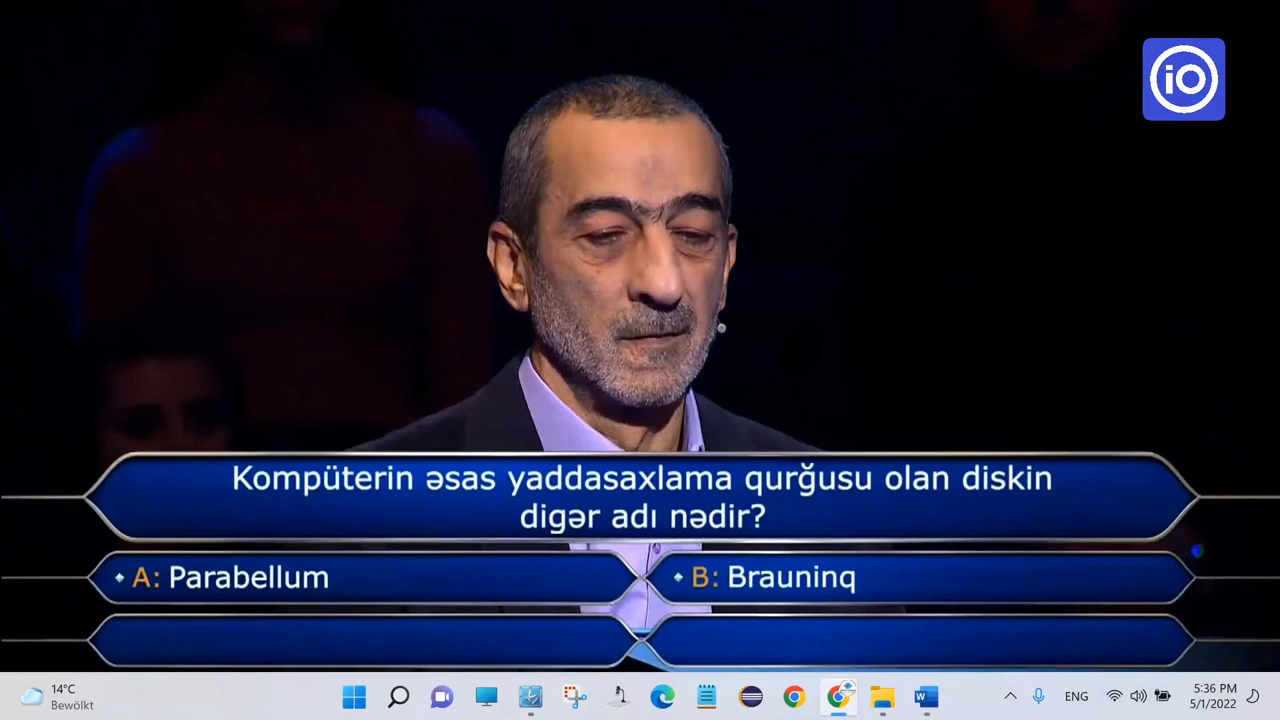 iO
Kompüterin əsas yaddasaxlama qurğusu olan diskin
digər adı nədir?
A: Parabellum
B: Brauninq
14°C
Bewölkt
ENG
5:36 PM
5/1/2022